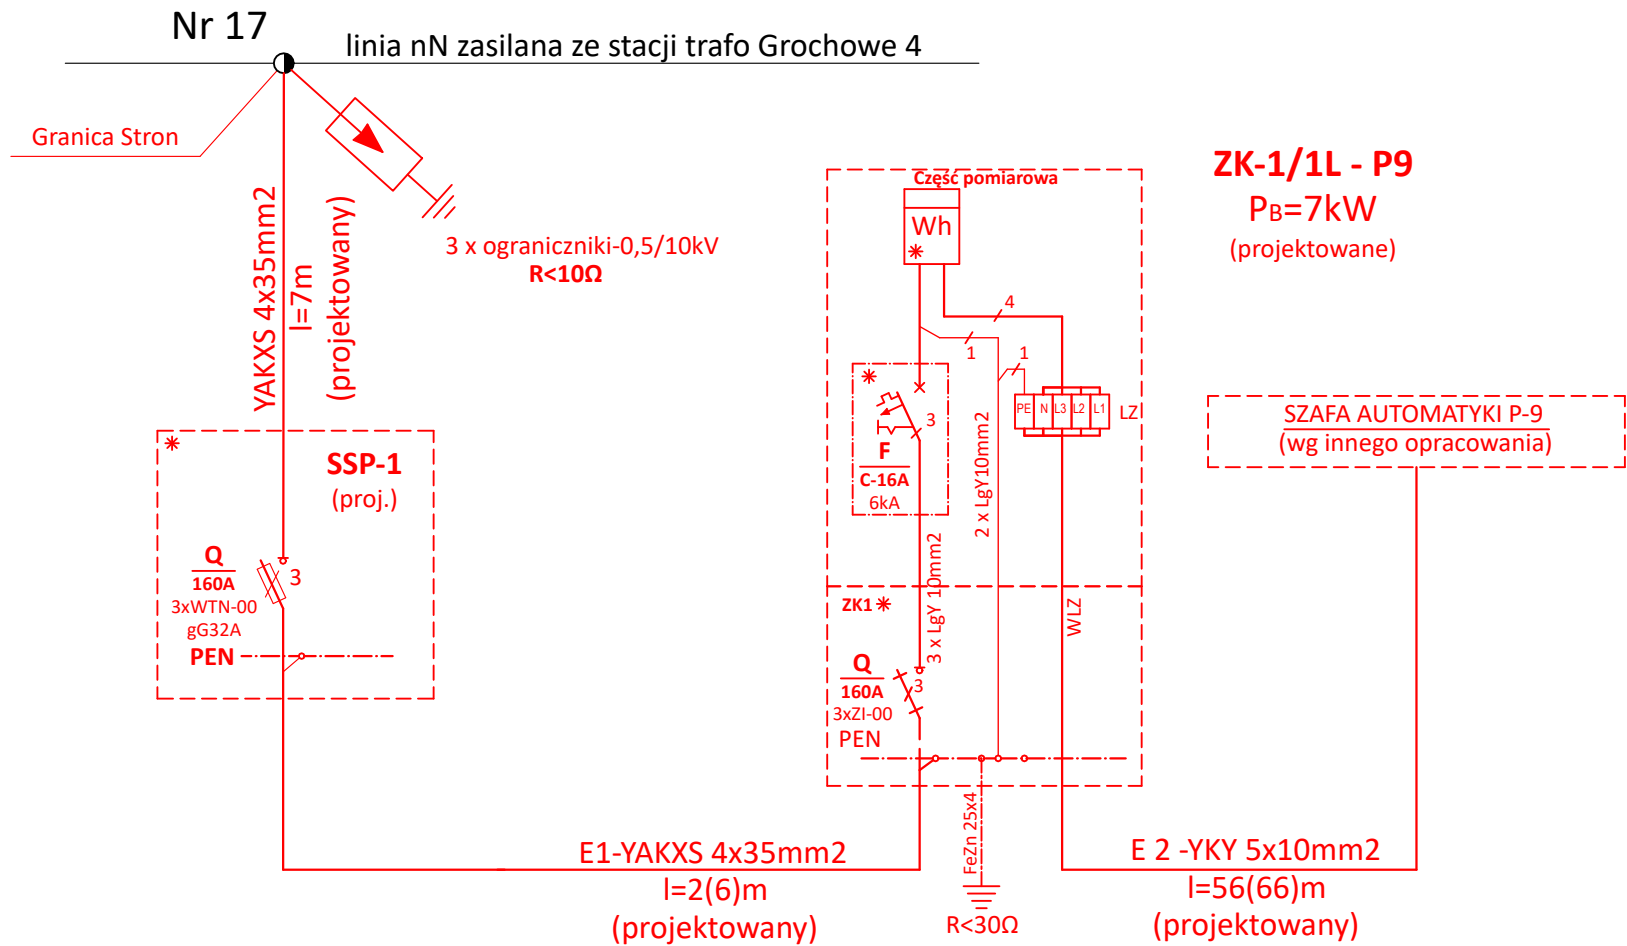 Nr 17
linia nN zasilana ze stacji trafo Grochowe 4
Granica Stron
YAKXS 4x35mm2
l=7m
(projektowany)
3 x ograniczniki-0,5/10kV
R<10Ω
SSP-1
(proj.)
Q
160A
3xWTN-00
gG32A
3
PEN
E1-YAKXS 4x35mm2
l=2(6)m
(projektowany)
Część pomiarowa
Wh
4
1
1
3
F
C-16A
6kA
PE N L3 L2 L1
LZ
2 x LgY10mm2
3 x LgY 10mm2
ZK1
WLZ
Q
160A
3xZI-00
3
PEN
FeZn 25x4
R<30Ω
ZK-1/1L - P9
PB=7kW
(projektowane)
SZAFA AUTOMATYKI P-9
(wg innego opracowania)
E 2 -YKY 5x10mm2
l=56(66)m
(projektowany)